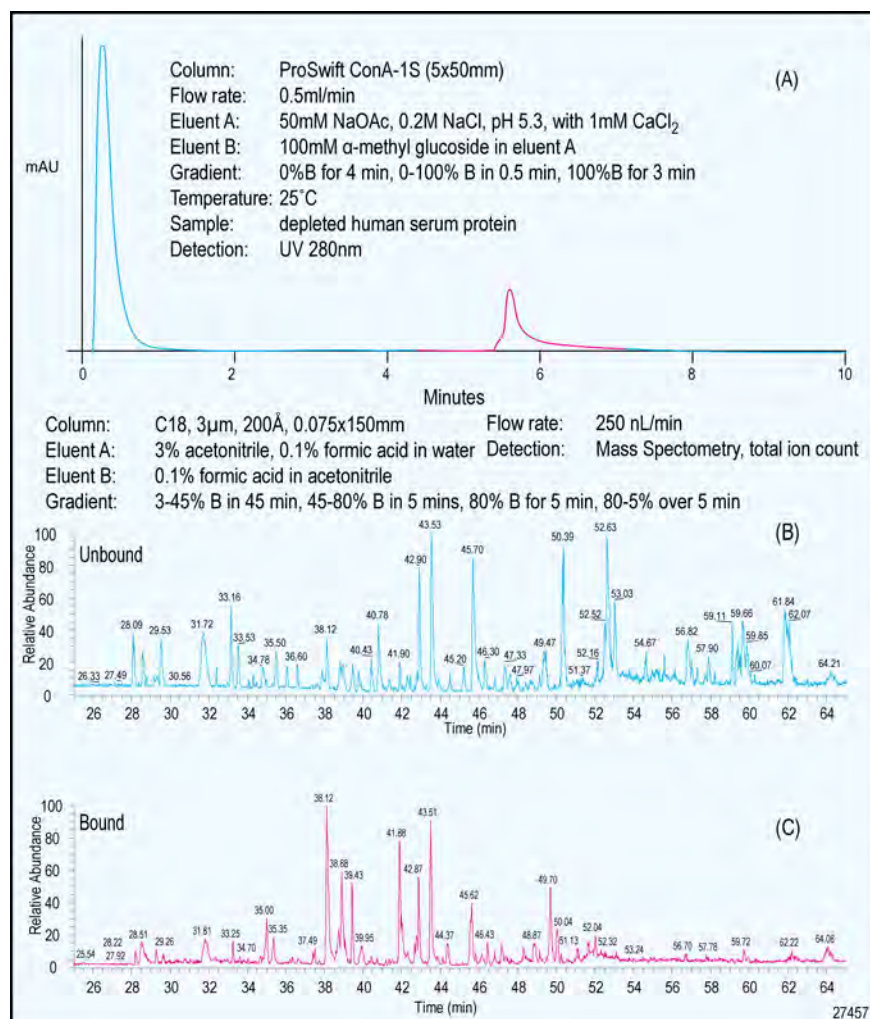 (A)
Column: ProSwift ConA-1S (5x50mm)
Flow rate: 0.5ml/min
Eluent A: 50mM NaOAc, 0.2M NaCl, pH 5.3, with 1mM CaCl₂
Eluent B: 100mM α-methyl glucoside in eluent A
Gradient: 0%B for 4 min, 0-100% B in 0.5 min, 100%B for 3 min
Temperature: 25˚C
Sample: depleted human serum protein
Detection: UV 280nm
mAU
0 2 4 6 8 10
Minutes
Column: C18, 3µm, 200Å, 0.075x150mm Flow rate: 250 nL/min
Eluent A: 3% acetonitrile, 0.1% formic acid in water Detection: Mass Spectometry, total ion count
Eluent B: 0.1% formic acid in acetonitrile
Gradient: 3-45% B in 45 min, 45-80% B in 5 mins, 80% B for 5 min, 80-5% over 5 min
(B)
Unbound
Relative Abundance
100
80
60
40
20
0
26.33 27.49 28.09 29.53 30.56 31.72 33.16 33.53 34.78 35.50 36.60 38.12 40.43 40.78 41.90 42.90 43.53 45.20 45.70 46.30 47.33 47.97 49.47 50.39 51.37 52.16 52.52 52.63 53.03 54.67 56.82 57.90 59.11 59.66 59.85 60.07 61.84 62.07 64.21
26 28 30 32 34 36 38 40 42 44 46 48 50 52 54 56 58 60 62 64
Time (min)
(C)
Bound
Relative Abundance
100
80
60
40
20
0
25.54 27.92 28.22 28.51 29.26 31.81 33.25 34.70 35.00 35.35 37.49 38.12 38.88 39.43 39.95 41.88 42.87 43.51 44.37 45.62 46.43 48.87 49.70 50.04 51.13 52.04 52.32 53.24 56.70 57.78 59.72 62.22 64.06
26 28 30 32 34 36 38 40 42 44 46 48 50 52 54 56 58 60 62 64
Time (min)
27457